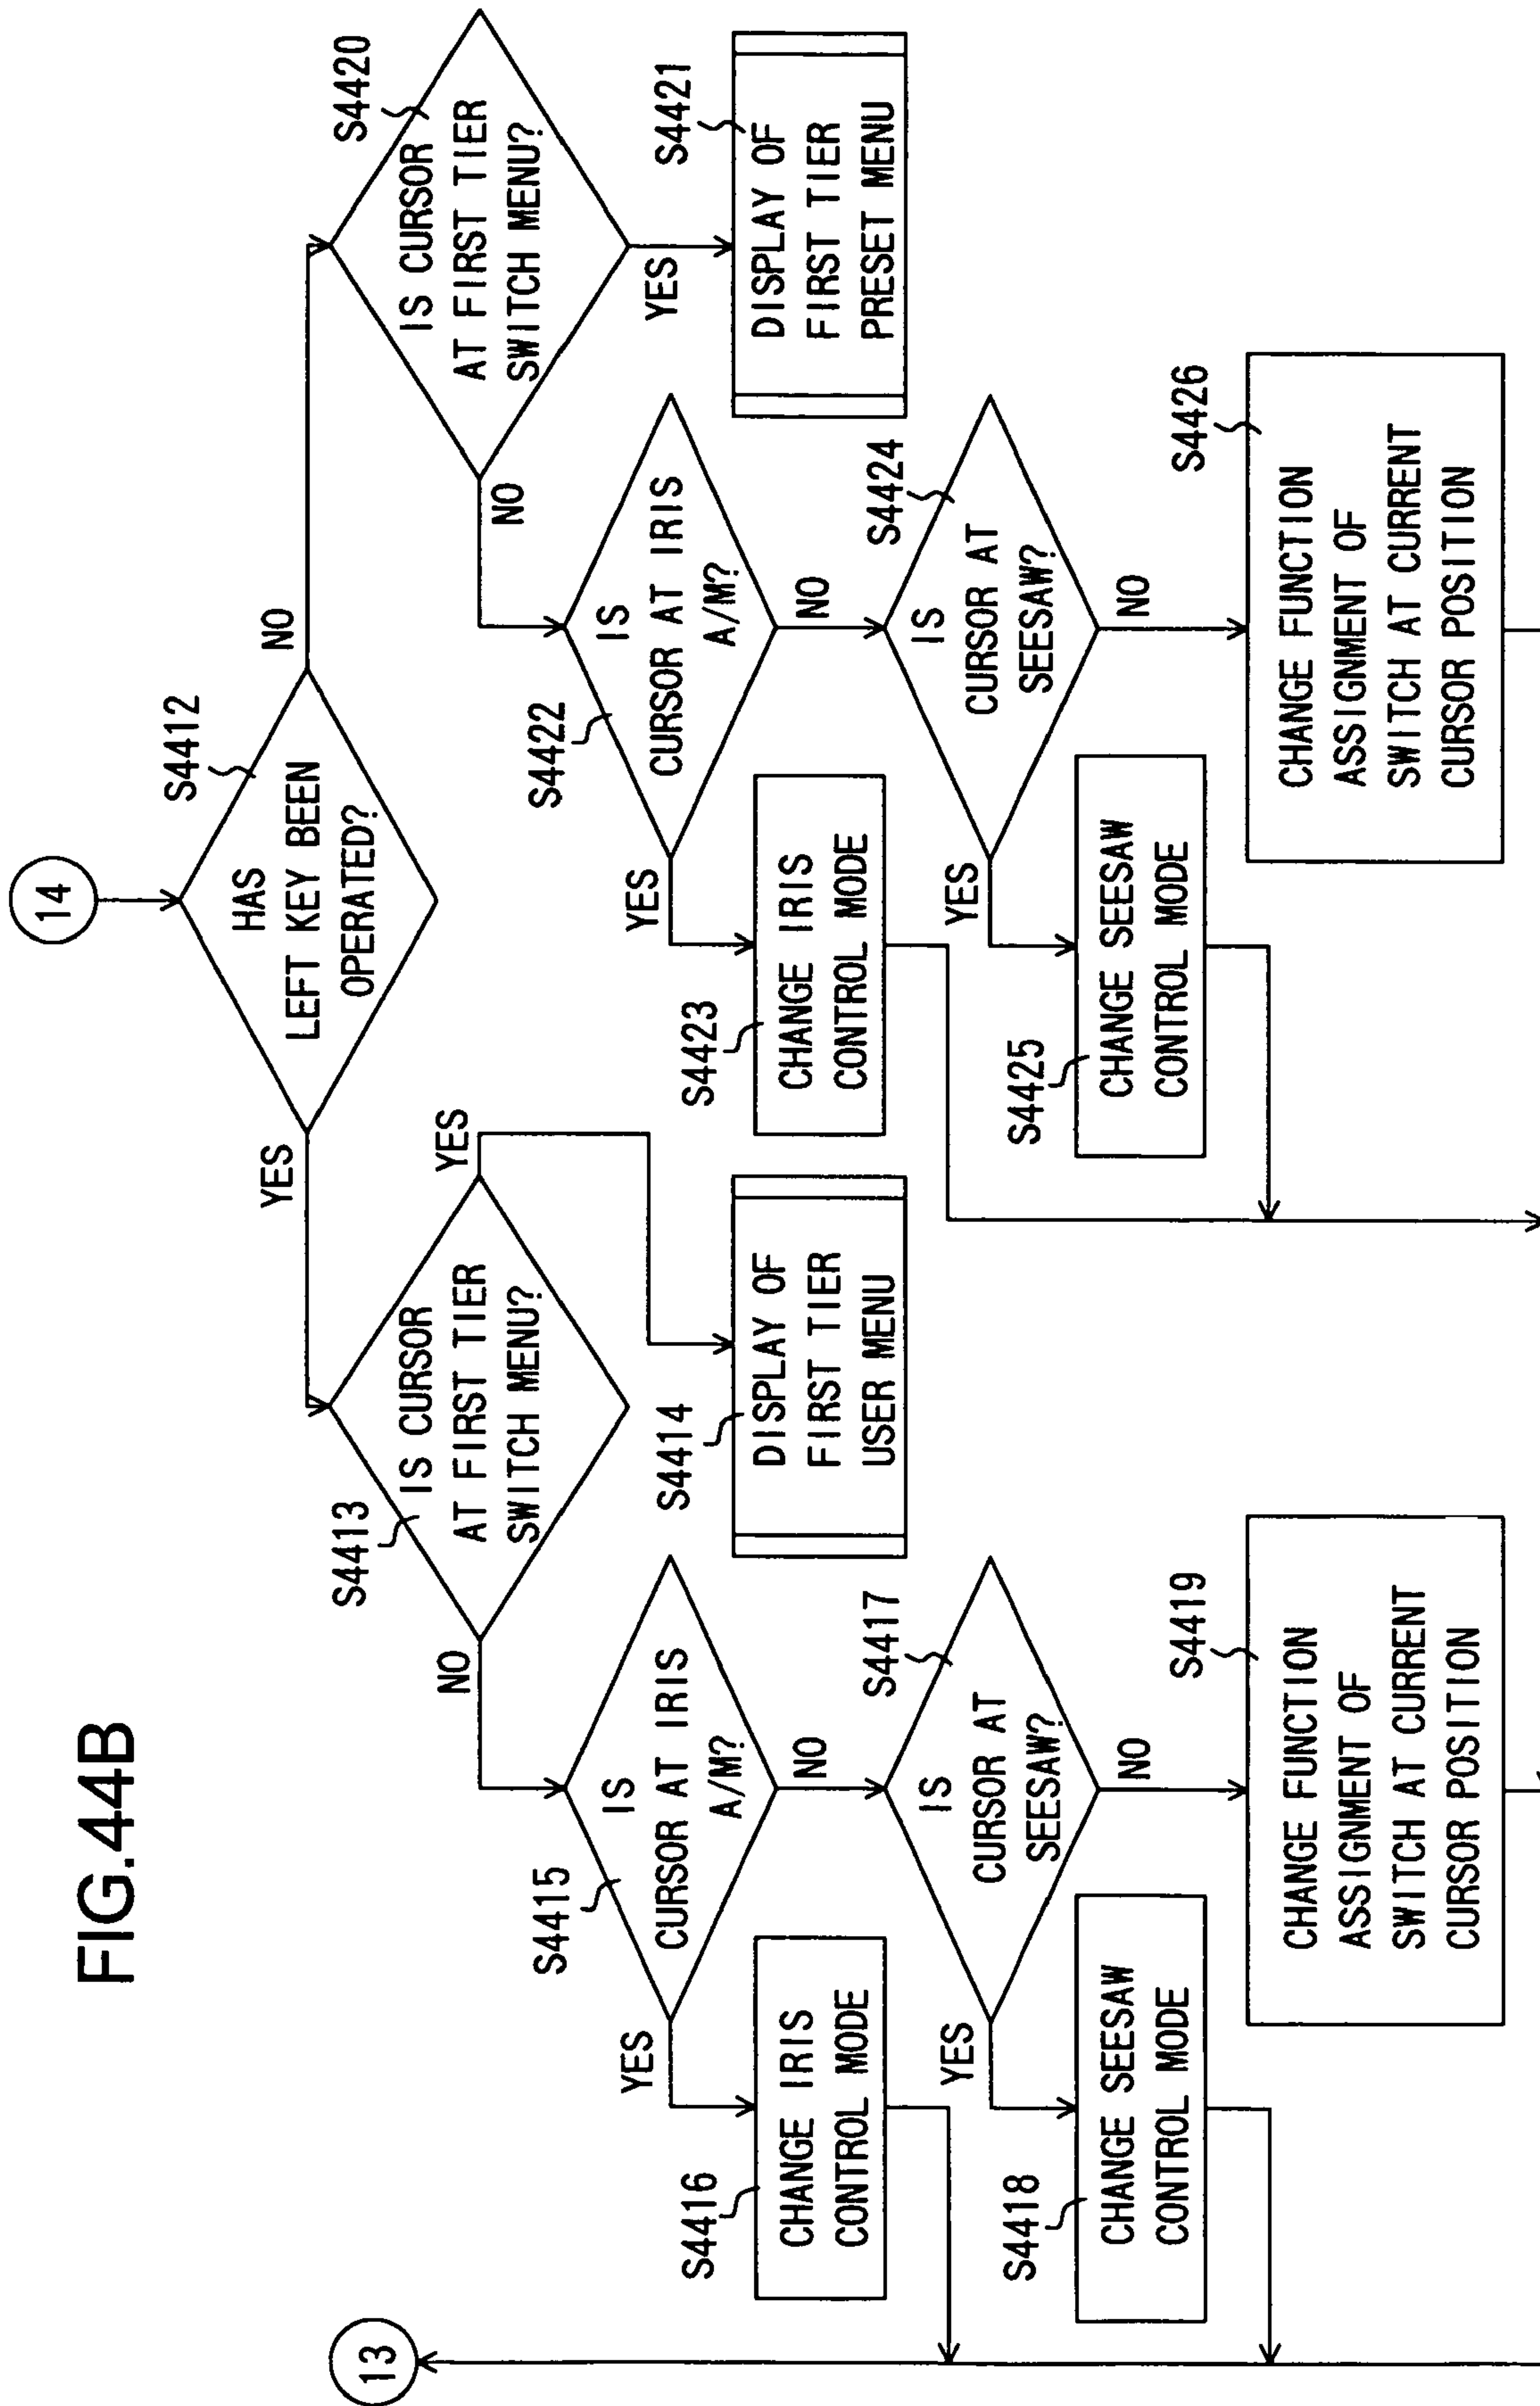 FIG.44B
14
S4412
HAS
LEFT KEY BEEN
OPERATED?
YES
NO
S4413
IS CURSOR
AT FIRST TIER
SWITCH MENU?
NO
YES
S4414
DISPLAY OF
FIRST TIER
USER MENU
S4415
IS
CURSOR AT IRIS
A/M?
YES
NO
S4416
CHANGE IRIS
CONTROL MODE
S4417
IS
CURSOR AT
SEESAW?
YES
NO
S4418
CHANGE SEESAW
CONTROL MODE
S4419
CHANGE FUNCTION
ASSIGNMENT OF
SWITCH AT CURRENT
CURSOR POSITION
13
S4420
IS CURSOR
AT FIRST TIER
SWITCH MENU?
NO
YES
S4421
DISPLAY OF
FIRST TIER
PRESET MENU
S4422
IS
CURSOR AT IRIS
A/M?
YES
NO
S4423
CHANGE IRIS
CONTROL MODE
S4424
IS
CURSOR AT
SEESAW?
YES
NO
S4425
CHANGE SEESAW
CONTROL MODE
S4426
CHANGE FUNCTION
ASSIGNMENT OF
SWITCH AT CURRENT
CURSOR POSITION